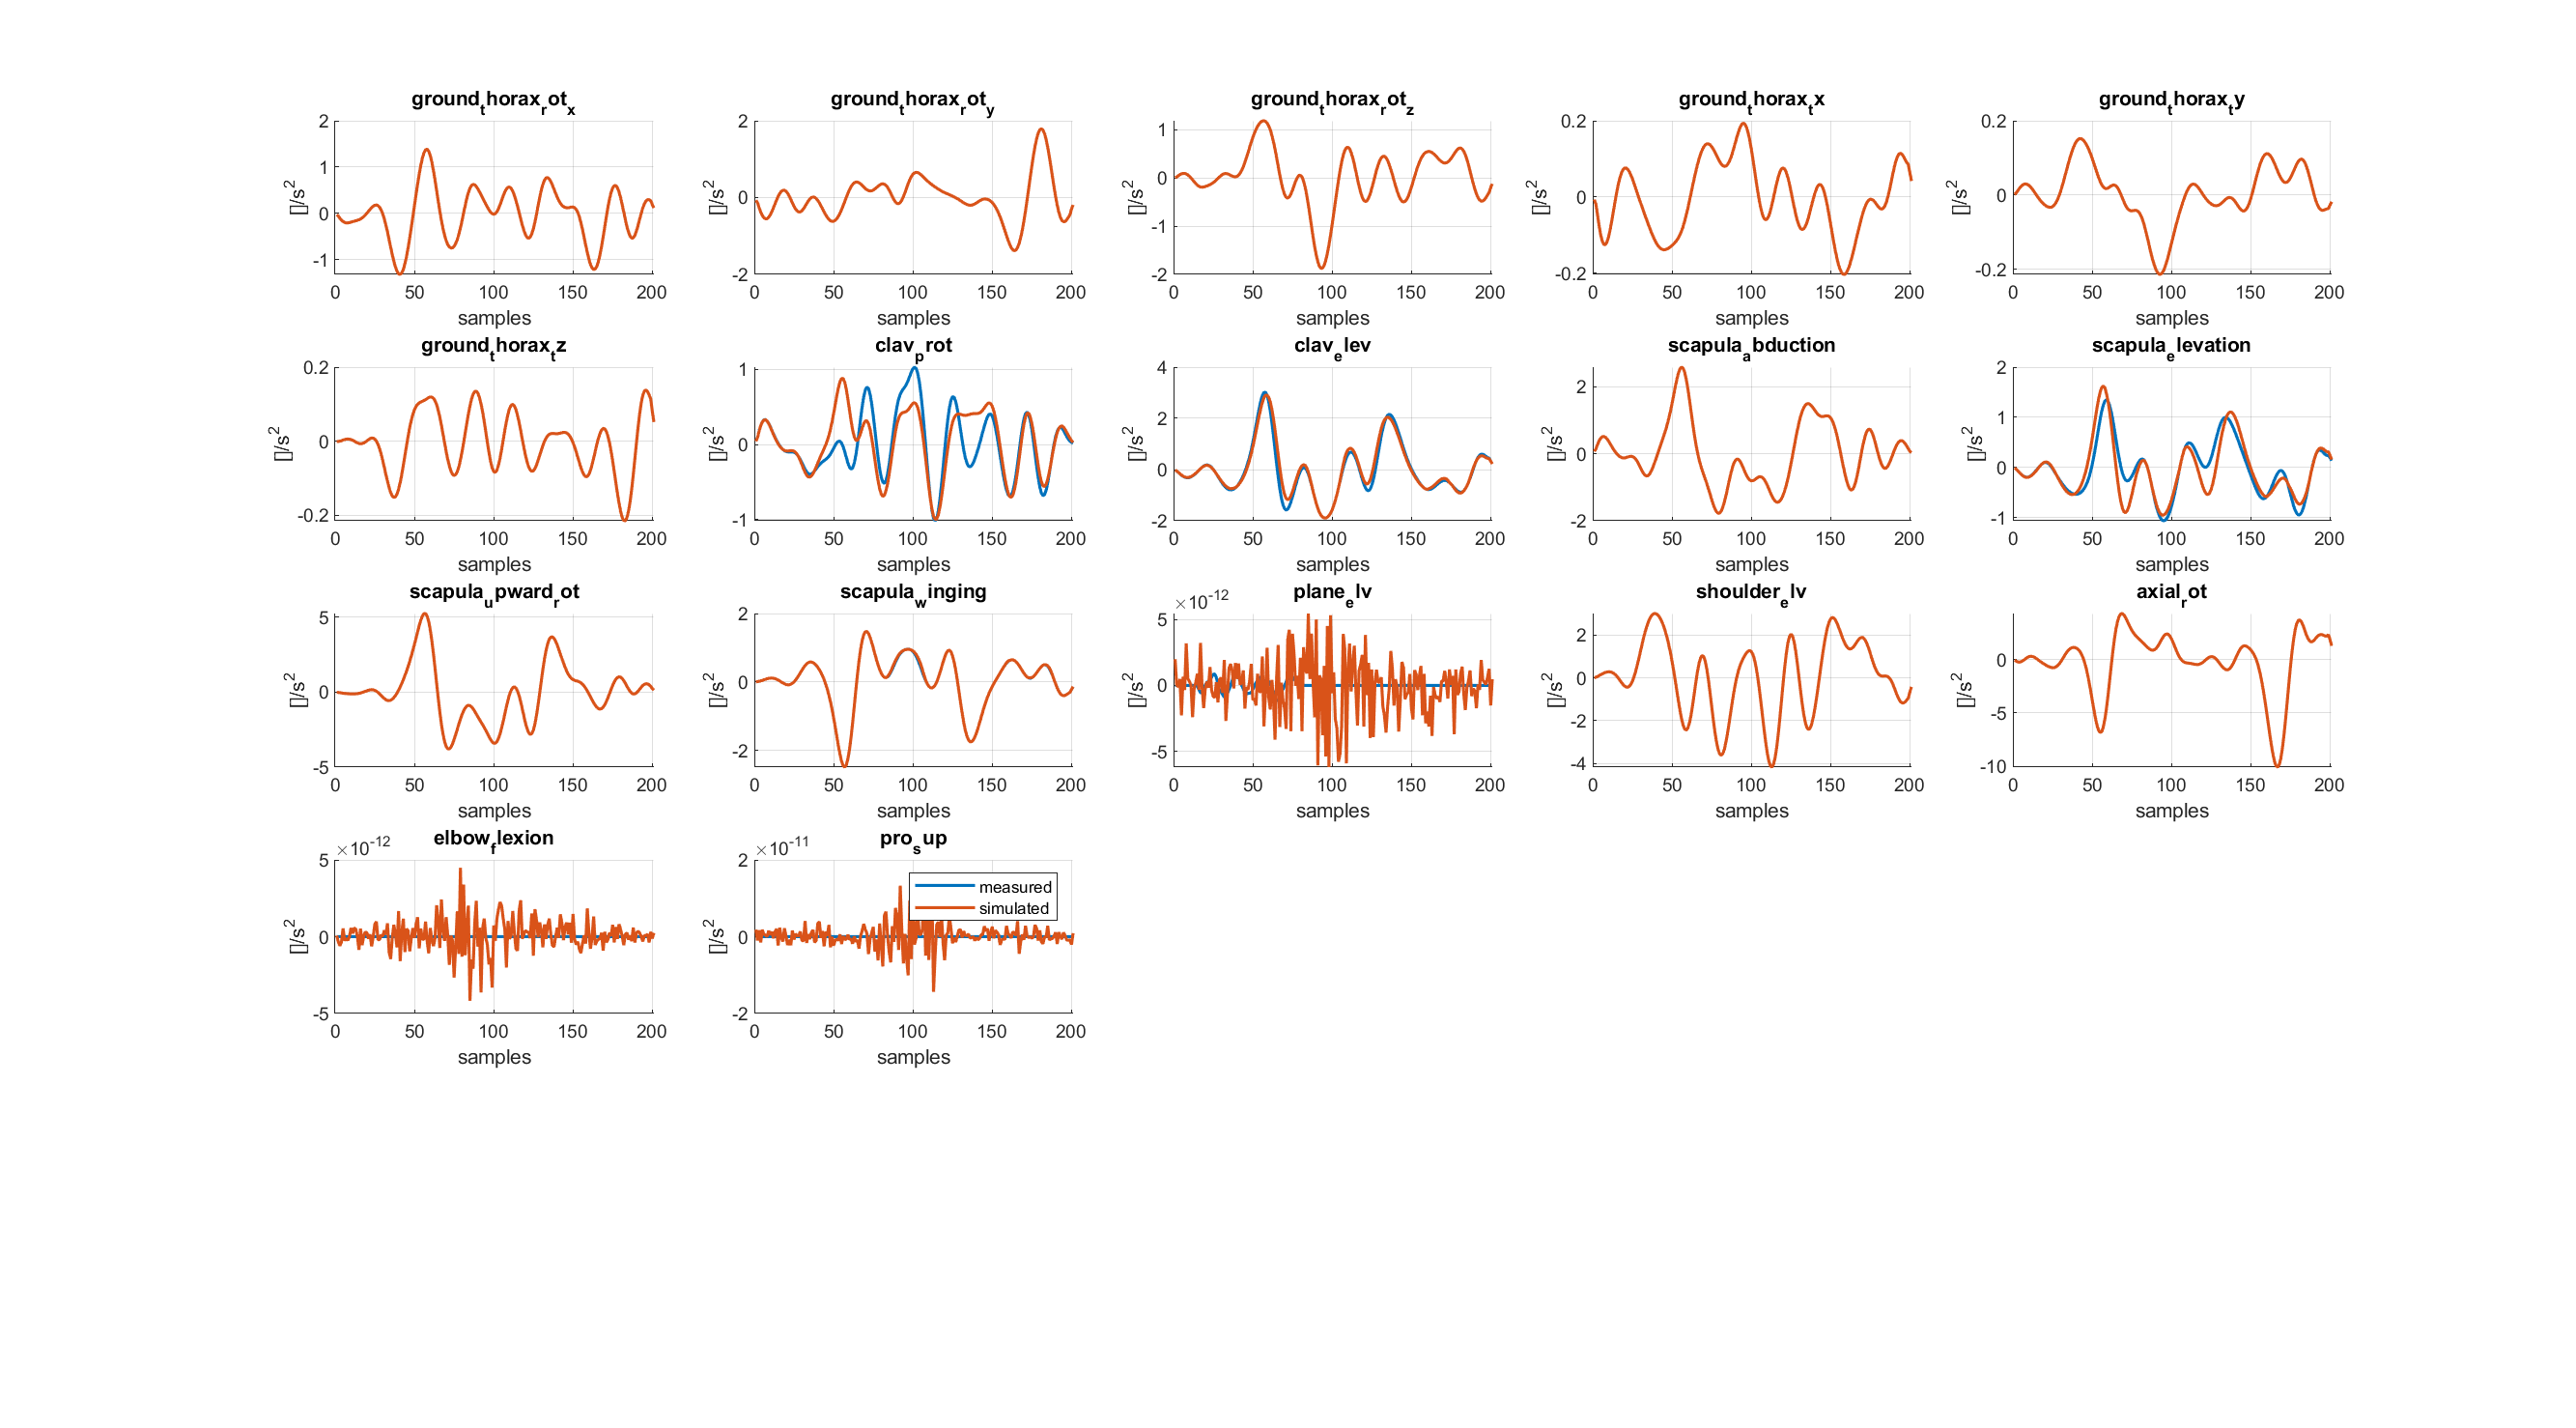 ground_thorax_rot_x ground_thorax_rot_y ground_thorax_rot_z ground_thorax_tx ground_thorax_ty
[]/s² 2 1 0 -1 0 50 100 150 200 samples
[]/s² 2 0 -2 0 50 100 150 200 samples
[]/s² 1 0 -1 -2 0 50 100 150 200 samples
[]/s² 0.2 0 -0.2 0 50 100 150 200 samples
[]/s² 0.2 0 -0.2 0 50 100 150 200 samples
ground_thorax_tz clav_prot clav_elev scapula_abduction scapula_elevation
[]/s² 0.2 0 -0.2 0 50 100 150 200 samples
[]/s² 1 0 -1 0 50 100 150 200 samples
[]/s² 4 2 0 -2 0 50 100 150 200 samples
[]/s² 2 0 -2 0 50 100 150 200 samples
[]/s² 2 1 0 -1 0 50 100 150 200 samples
scapula_upward_rot scapula_winging plane_elv shoulder_elv axial_rot
[]/s² 5 0 -5 0 50 100 150 200 samples
[]/s² 2 0 -2 0 50 100 150 200 samples
[]/s² ×10⁻¹² 5 0 -5 0 50 100 150 200 samples
[]/s² 2 0 -2 -4 0 50 100 150 200 samples
[]/s² 0 -5 -10 0 50 100 150 200 samples
elbow_flexion pro_sup
[]/s² ×10⁻¹² 5 0 -5 0 50 100 150 200 samples
[]/s² ×10⁻¹¹ 2 0 -2 0 50 100 150 200 samples
measured
simulated